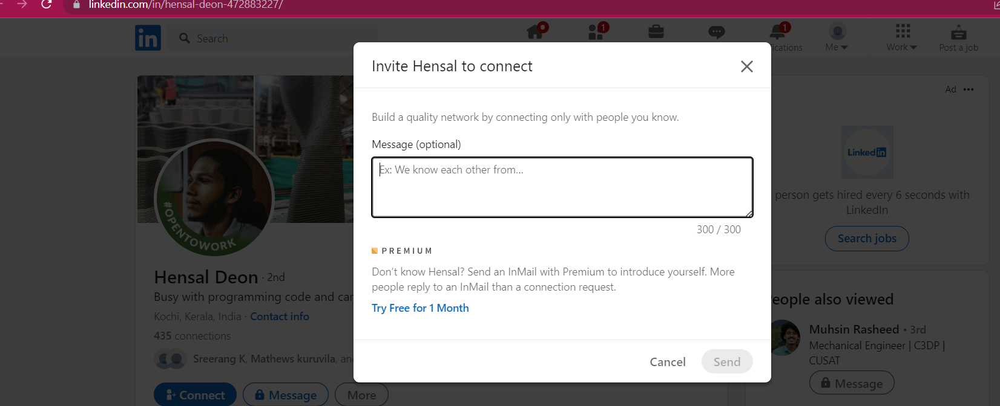 linkedin.com/in/hensal-deon-472883227/
in
Search
1
1
ications
Me
Work
Post a job
Invite Hensal to connect
Build a quality network by connecting only with people you know.
Message (optional)
Ex: We know each other from...
300 / 300
PREMIUM
Don't know Hensal? Send an InMail with Premium to introduce yourself. More
people reply to an InMail than a connection request.
Try Free for 1 Month
Cancel
Send
#OPENTOWORK
Hensal Deon · 2nd
Busy with programming code and car
Kochi, Kerala, India · Contact info
435 connections
Sreerang K, Mathews kuruvila, an
Connect
Message
More
Ad
LinkedIn
person gets hired every 6 seconds with
LinkedIn
Search jobs
eople also viewed
Muhsin Rasheed • 3rd
Mechanical Engineer | C3DP |
CUSAT
Message